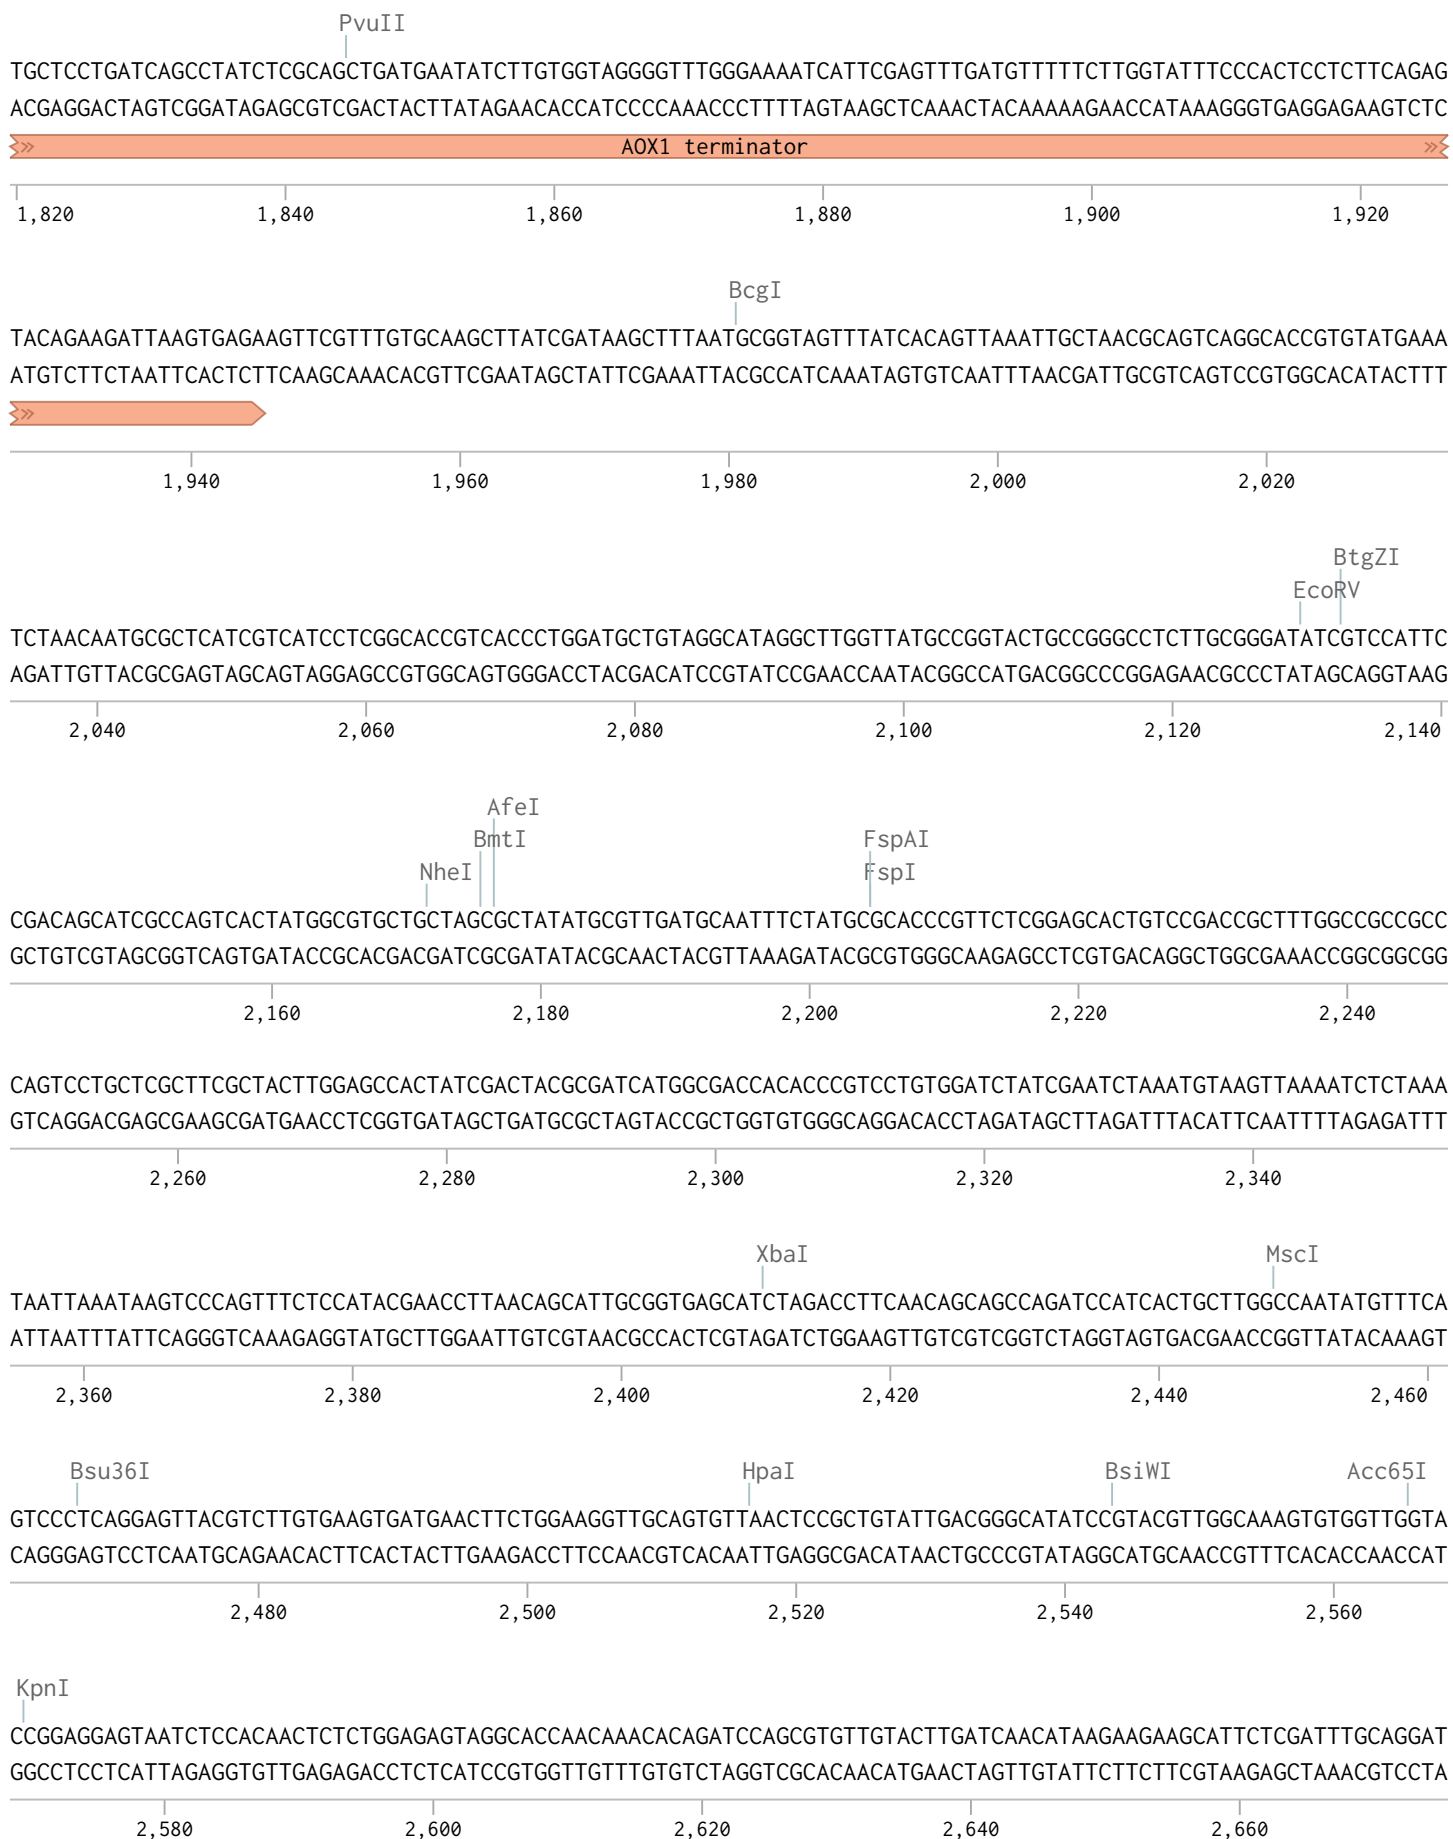 PvuII
TGCTCCTGATCAGCCTATCTCGCAGCTGATGAATATCTTGTGGTAGGGGTTTGGGAAAATCATTCGAGTTTGATGTTTTTCTTGGTATTTCCCACTCCTCTTCAGAG
ACGAGGACTAGTCGGATAGAGCGTCGACTACTTATAGAACACCATCCCCAAACCCTTTTAGTAAGCTCAAACTACAAAAAGAACCATAAAGGGTGAGGAGAAGTCTC
AOX1 terminator
1,820 1,840 1,860 1,880 1,900 1,920
BcgI
TACAGAAGATTAAGTGAGAAGTTCGTTTGTGCAAGCTTATCGATAAGCTTTAATGCGGTAGTTTATCACAGTTAAATTGCTAACGCAGTCAGGCACCGTGTATGAAA
ATGTCTTCTAATTCACTCTTCAAGCAAACACGTTCGAATAGCTATTCGAAATTACGCCATCAAATAGTGTCAATTTAACGATTGCGTCAGTCCGTGGCACATACTTT
1,940 1,960 1,980 2,000 2,020
BtgZI
EcoRV
TCTAACAATGCGCTCATCGTCATCCTCGGCACCGTCACCCTGGATGCTGTAGGCATAGGCTTGGTTATGCCGGTACTGCCGGGCCTCTTGCGGGATATCGTCCATTC
AGATTGTTACGCGAGTAGCAGTAGGAGCCGTGGCAGTGGGACCTACGACATCCGTATCCGAACCAATACGGCCATGACGGCCCGGAGAACGCCCTATAGCAGGTAAG
2,040 2,060 2,080 2,100 2,120 2,140
AfeI
BmtI FspAI
NheI FspI
CGACAGCATCGCCAGTCACTATGGCGTGCTGCTAGCGCTATATGCGTTGATGCAATTTCTATGCGCACCCGTTCTCGGAGCACTGTCCGACCGCTTTGGCCGCCGCC
GCTGTCGTAGCGGTCAGTGATACCGCACGACGATCGCGATATACGCAACTACGTTAAAGATACGCGTGGGCAAGAGCCTCGTGACAGGCTGGCGAAACCGGCGGCGG
2,160 2,180 2,200 2,220 2,240
CAGTCCTGCTCGCTTCGCTACTTGGAGCCACTATCGACTACGCGATCATGGCGACCACACCCGTCCTGTGGATCTATCGAATCTAAATGTAAGTTAAAATCTCTAAA
GTCAGGACGAGCGAAGCGATGAACCTCGGTGATAGCTGATGCGCTAGTACCGCTGGTGTGGGCAGGACACCTAGATAGCTTAGATTTACATTCAATTTTAGAGATTT
2,260 2,280 2,300 2,320 2,340
XbaI MscI
TAATTAAATAAGTCCCAGTTTCTCCATACGAACCTTAACAGCATTGCGGTGAGCATCTAGACCTTCAACAGCAGCCAGATCCATCACTGCTTGGCCAATATGTTTCA
ATTAATTTATTCAGGGTCAAAGAGGTATGCTTGGAATTGTCGTAACGCCACTCGTAGATCTGGAAGTTGTCGTCGGTCTAGGTAGTGACGAACCGGTTATACAAAGT
2,360 2,380 2,400 2,420 2,440 2,460
Bsu36I HpaI BsiWI Acc65I
GTCCCTCAGGAGTTACGTCTTGTGAAGTGATGAACTTCTGGAAGGTTGCAGTGTTAACTCCGCTGTATTGACGGGCATATCCGTACGTTGGCAAAGTGTGGTTGGTA
CAGGGAGTCCTCAATGCAGAACACTTCACTACTTGAAGACCTTCCAACGTCACAATTGAGGCGACATAACTGCCCGTATAGGCATGCAACCGTTTCACACCAACCAT
2,480 2,500 2,520 2,540 2,560
KpnI
CCGGAGGAGTAATCTCCACAACTCTCTGGAGAGTAGGCACCAACAAACACAGATCCAGCGTGTTGTACTTGATCAACATAAGAAGAAGCATTCTCGATTTGCAGGAT
GGCCTCCTCATTAGAGGTGTTGAGAGACCTCTCATCCGTGGTTGTTTGTGTCTAGGTCGCACAACATGAACTAGTTGTATTCTTCTTCGTAAGAGCTAAACGTCCTA
2,580 2,600 2,620 2,640 2,660